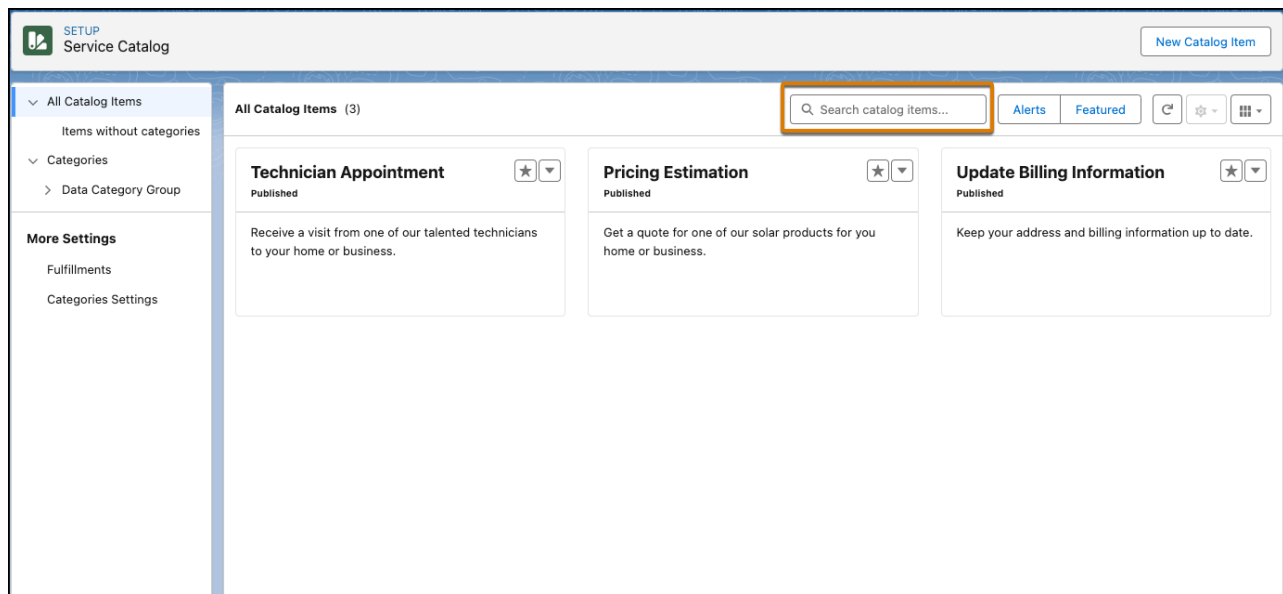 SETUP
Service Catalog
New Catalog Item
All Catalog Items
Items without categories
Categories
Data Category Group
More Settings
Fulfillments
Categories Settings
All Catalog Items (3)
Search catalog items...
Alerts
Featured
Technician Appointment
Published
Receive a visit from one of our talented technicians
to your home or business.
Pricing Estimation
Published
Get a quote for one of our solar products for you
home or business.
Update Billing Information
Published
Keep your address and billing information up to date.